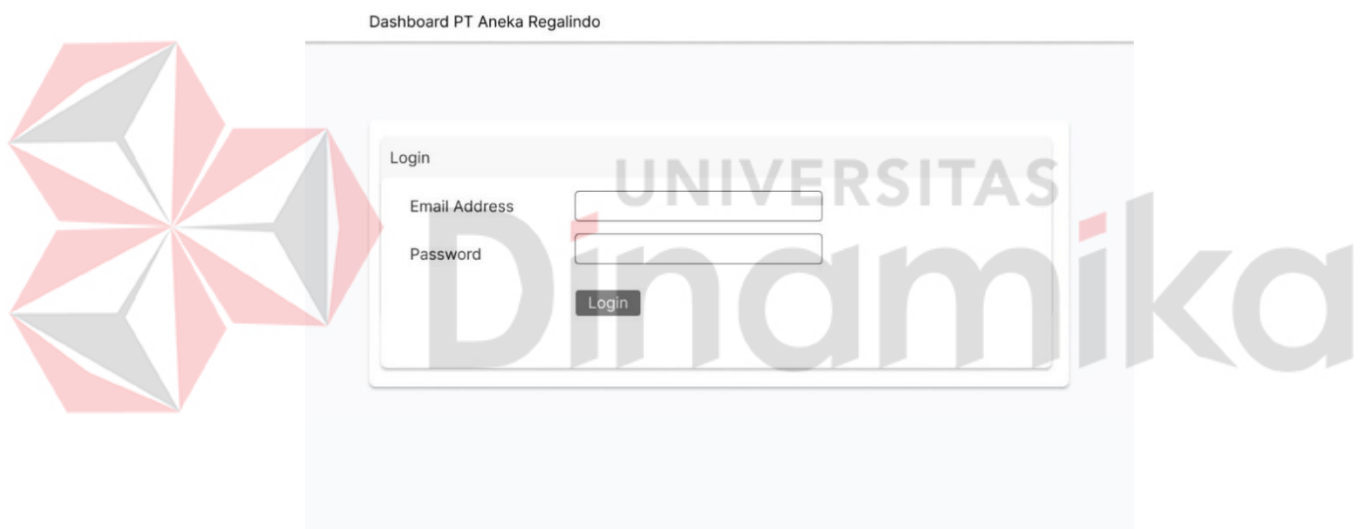 Dashboard PT Aneka Regalindo
Login
UNIVERSITAS
Email Address
Dinamika
Password
Login